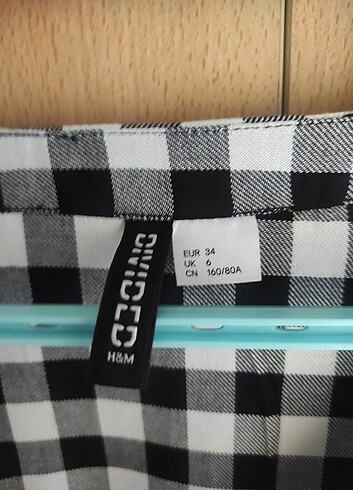 DIVIDED
H&M
EUR 34
UK 6
CN 160/80A